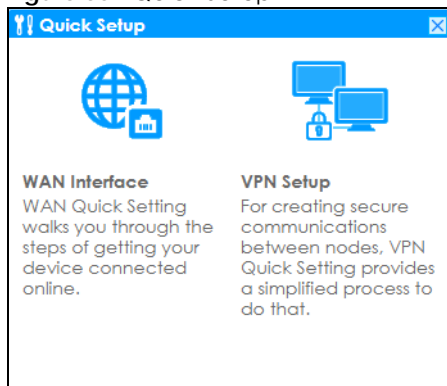 Quick Setup
WAN Interface
WAN Quick Setting
walks you through the
steps of getting your
device connected
online.
VPN Setup
For creating secure
communications
between nodes, VPN
Quick Setting provides
a simplified process to
do that.